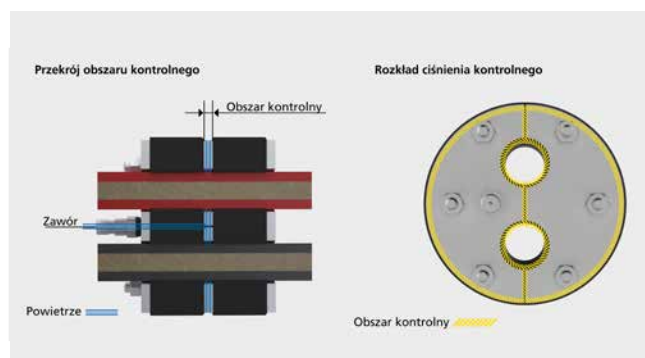 Przekrój obszaru kontrolnego
Obszar kontrolny
Zawór
Powietrze
Rozkład ciśnienia kontrolnego
Obszar kontrolny